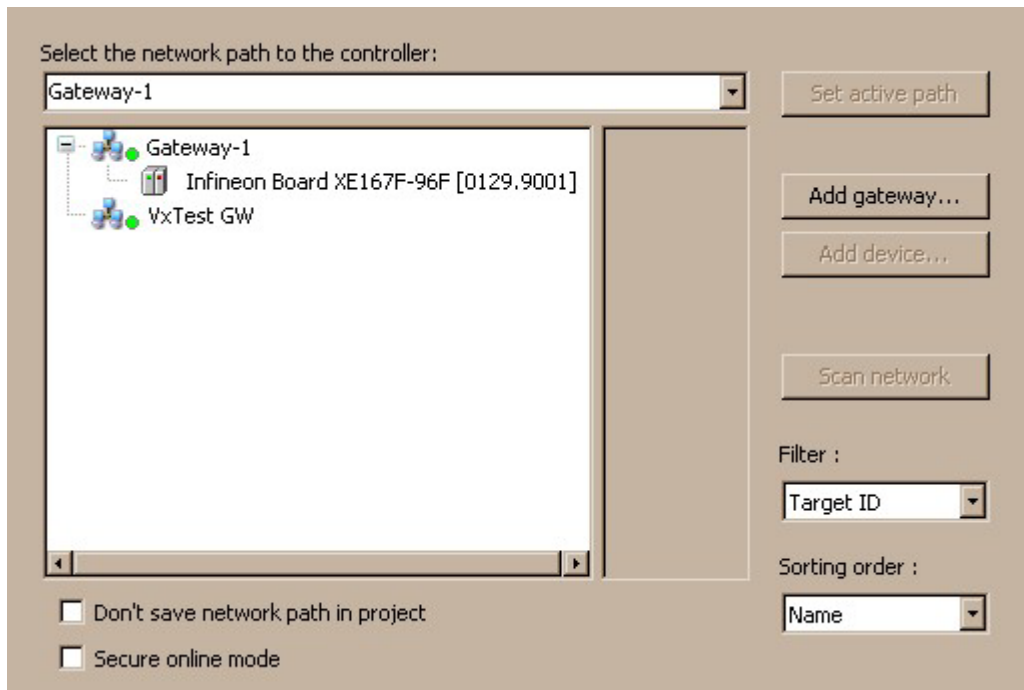 Select the network path to the controller:
Gateway-1
Set active path
Gateway-1
Infineon Board XE167F-96F [0129.9001]
VxTest GW
Add gateway...
Add device...
Scan network
Filter :
Target ID
Sorting order :
Name
Don't save network path in project
Secure online mode